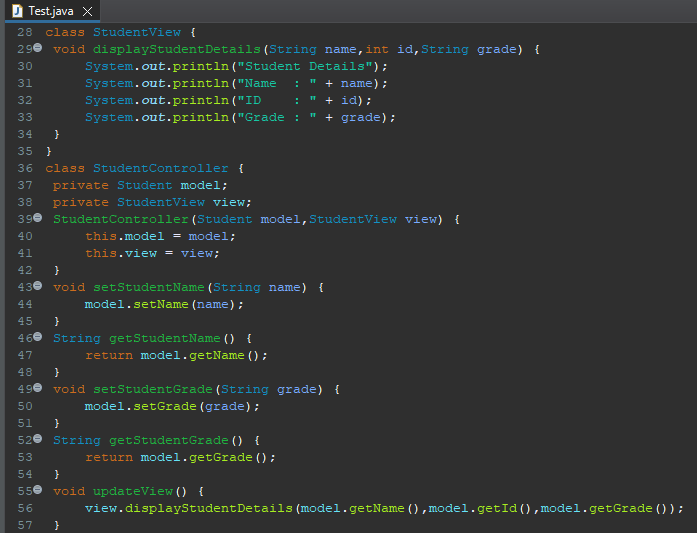 Test.java
28 class StudentView {
29 void displayStudentDetails(String name,int id,String grade) {
30 System.out.println("Student Details");
31 System.out.println("Name  : " + name);
32 System.out.println("ID    : " + id);
33 System.out.println("Grade : " + grade);
34 }
35 }
36 class StudentController {
37 private Student model;
38 private StudentView view;
39 StudentController(Student model,StudentView view) {
40 this.model = model;
41 this.view = view;
42 }
43 void setStudentName(String name) {
44 model.setName(name);
45 }
46 String getStudentName() {
47 return model.getName();
48 }
49 void setStudentGrade(String grade) {
50 model.setGrade(grade);
51 }
52 String getStudentGrade() {
53 return model.getGrade();
54 }
55 void updateView() {
56 view.displayStudentDetails(model.getName(),model.getId(),model.getGrade());
57 }